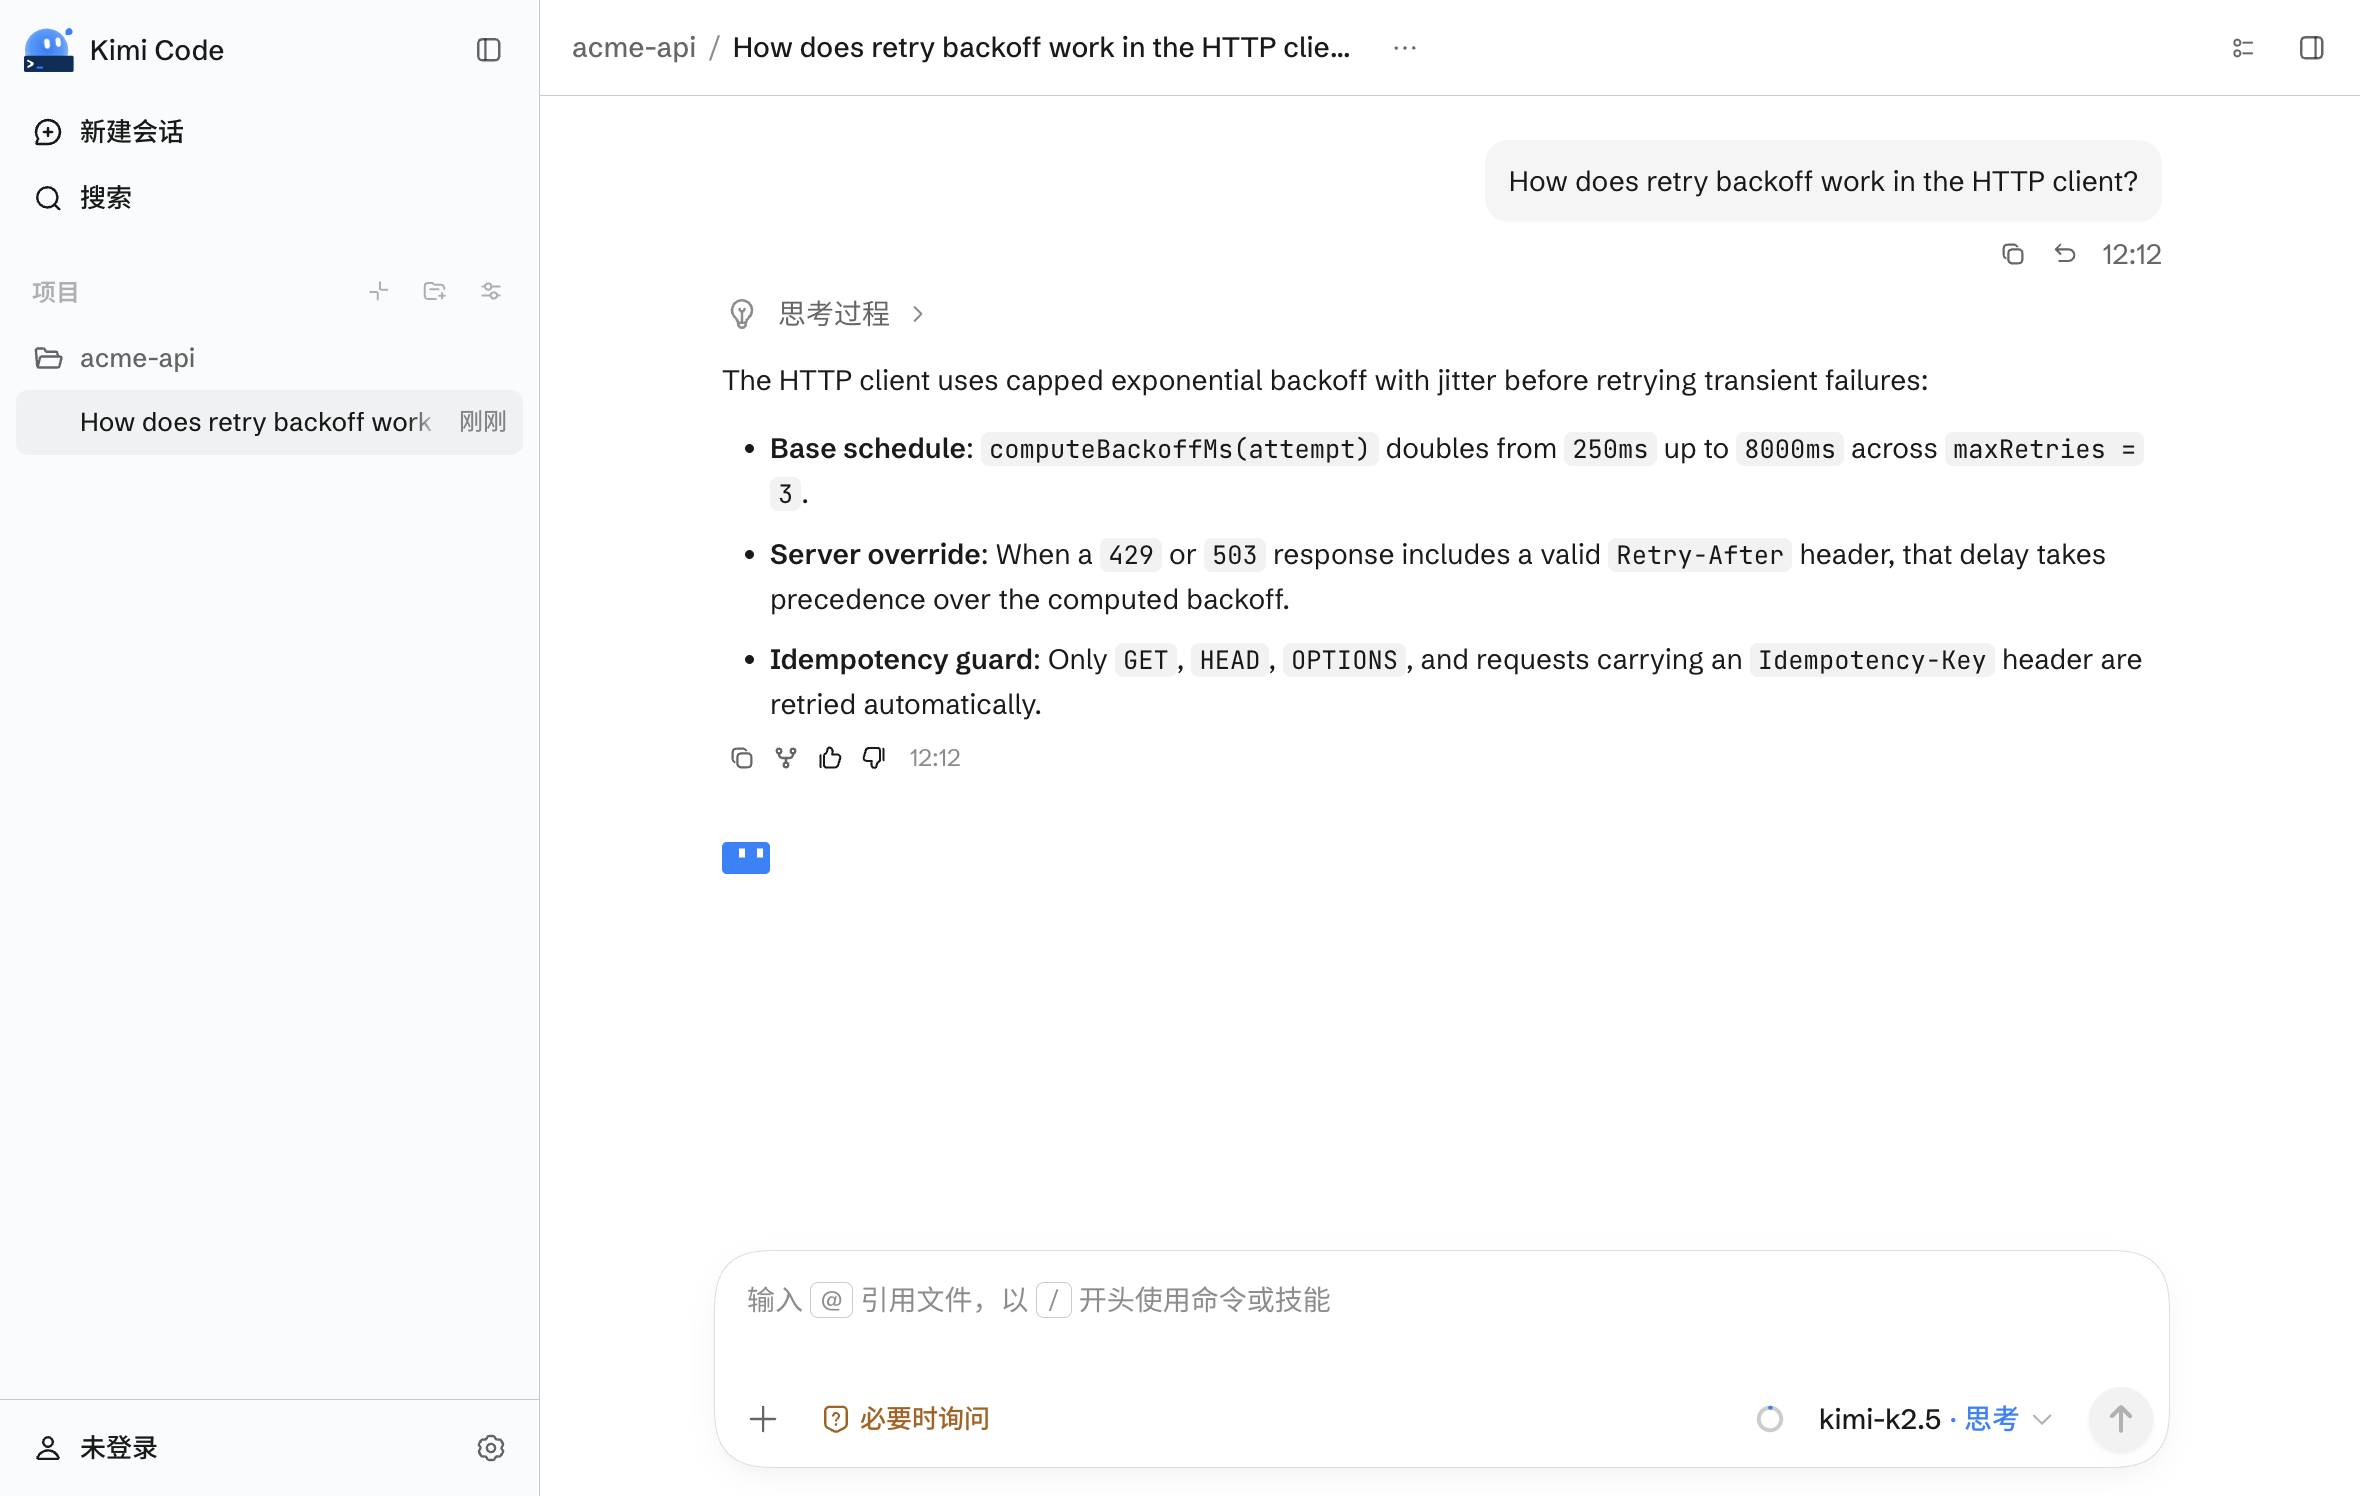 Kimi Code
新建会话
搜索
项目
acme-api
How does retry backoff work 刚刚
未登录
acme-api / How does retry backoff work in the HTTP clie...
How does retry backoff work in the HTTP client?
12:12
思考过程
The HTTP client uses capped exponential backoff with jitter before retrying transient failures:
• Base schedule: computeBackoffMs(attempt) doubles from 250ms up to 8000ms across maxRetries =
3.
• Server override: When a 429 or 503 response includes a valid Retry-After header, that delay takes
precedence over the computed backoff.
• Idempotency guard: Only GET, HEAD, OPTIONS, and requests carrying an Idempotency-Key header are
retried automatically.
12:12
输入 @ 引用文件，以 / 开头使用命令或技能
必要时询问
kimi-k2.5 · 思考